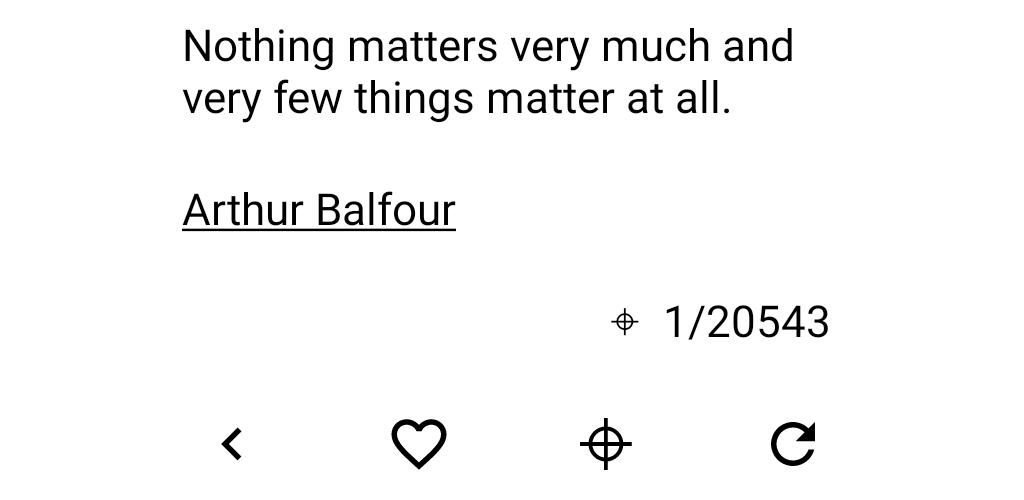 Nothing matters very much and
very few things matter at all.
Arthur Balfour
1/20543